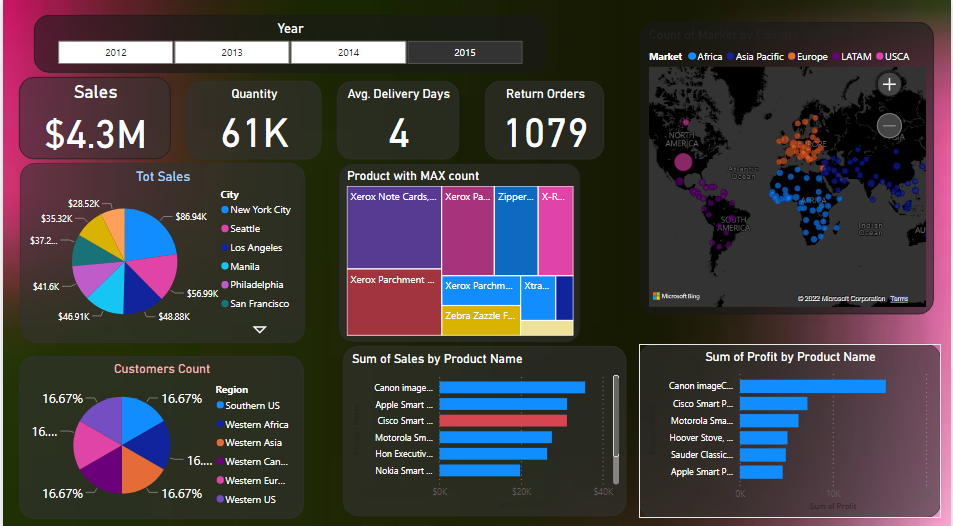 Year
2012 2013 2014 2015
Sales
$4.3M
Quantity
61K
Avg. Delivery Days
4
Return Orders
1079
Count of Market by
Market Africa Asia Pacific Europe LATAM USCA
+
−
NORTH
AMERICA
EUROPE
Atlantic
Ocean
AFRICA
SOUTH
AMERICA
Indian
Ocean
AU
Microsoft Bing
© 2022 Microsoft Corporation Terms
Tot Sales
$28.52K
$35.32K
$37.2...
$41.6K
$46.91K
$48.88K
$56.99K
$86.94K
City
New York City
Seattle
Los Angeles
Manila
Philadelphia
San Francisco
Product with MAX count
Xerox Note Cards,...
Xerox Pa...
Zipper...
X-R...
Xerox Parchment ...
Xerox Parchm...
Xtra...
Zebra Zazzle F...
Customers Count
16.67% 16.67%
16.... 16....
16.67% 16.67%
Region
Southern US
Western Africa
Western Asia
Western Can...
Western Eur...
Western US
Sum of Sales by Product Name
Canon image...
Apple Smart ...
Cisco Smart ...
Motorola Sm...
Hon Executiv...
Nokia Smart ...
$0K $20K $40K
Sum of Profit by Product Name
Canon imageC...
Cisco Smart P...
Motorola Sma...
Hoover Stove, ...
Sauder Classic...
Apple Smart P...
0K 10K
Sum of Profit